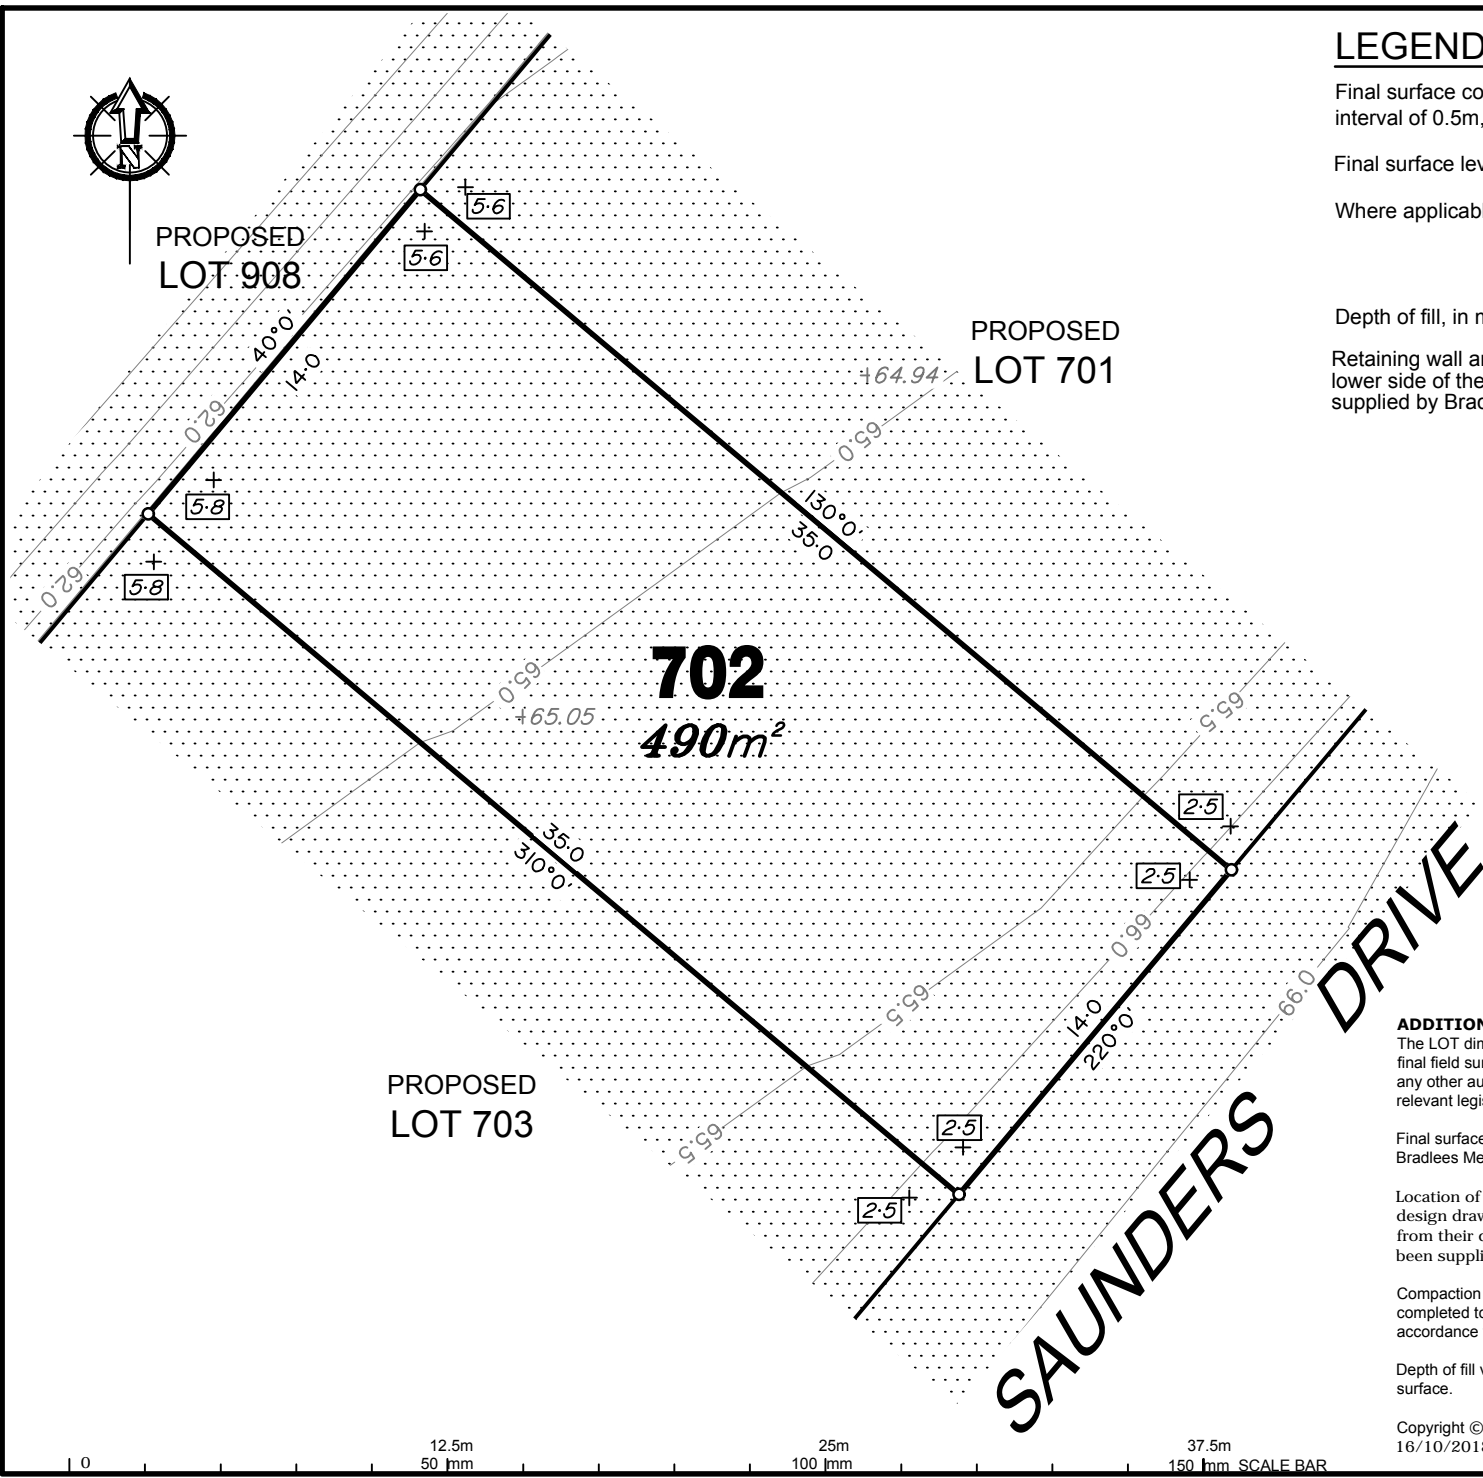 LEGEND
Final surface co
interval of 0.5m,
Final surface lev
Where applicabl
Depth of fill, in m
Retaining wall an
lower side of the
supplied by Brad
N
PROPOSED
LOT 908
5·6
5·6
40°0'
14·0
62.0
5·8
5·8
62.0
PROPOSED
LOT 701
64.94
65.0
130°0'
35·0
65.0
65.05
702
490m²
35·0
310°0'
65.5
2·5
2·5
66.0
65.5
14·0
220°0'
66.0
2·5
2·5
65.5
PROPOSED
LOT 703
SAUNDERS DRIVE
ADDITION
The LOT dim
final field sur
any other au
relevant legis
Final surface
Bradlees Me
Location of
design draw
from their d
been suppli
Compaction
completed to
accordance
Depth of fill v
surface.
Copyright ©
16/10/2018
12.5m 25m 37.5m
0 50 mm 100 mm 150 mm SCALE BAR